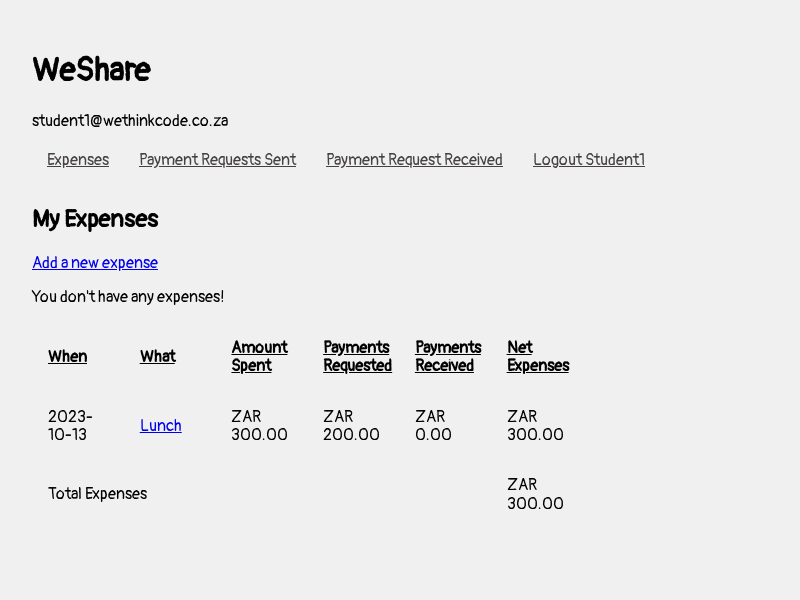 WeShare
student1@wethinkcode.co.za
Expenses Payment Requests Sent Payment Request Received Logout Student1
My Expenses
Add a new expense
You don't have any expenses!
When What Amount Spent Payments Requested Payments Received Net Expenses
2023-10-13 Lunch ZAR 300.00 ZAR 200.00 ZAR 0.00 ZAR 300.00
Total Expenses ZAR 300.00